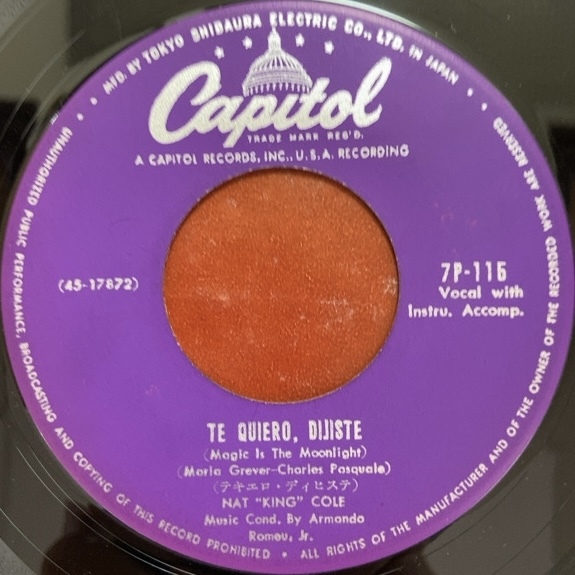 MFD. BY TOKYO SHIBAURA ELECTRIC CO., LTD. IN JAPAN
Capitol
TRADE MARK REG'D.
A CAPITOL RECORDS, INC., U.S.A. RECORDING
(45-17872)
7P-115
Vocal with
Instru. Accomp.
TE QUIERO, DIJISTE
(Magic Is The Moonlight)
(Maria Grever-Charles Pasquale)
(テキエロ・ディヒステ)
NAT "KING" COLE
Music Cond. By Armando
Romeu, Jr.
UNAUTHORISED PUBLIC PERFORMANCE, BROADCASTING AND COPYING OF THIS RECORD PROHIBITED • ALL RIGHTS OF THE MANUFACTURER AND OF THE OWNER OF THE RECORDED WORK ARE RESERVED